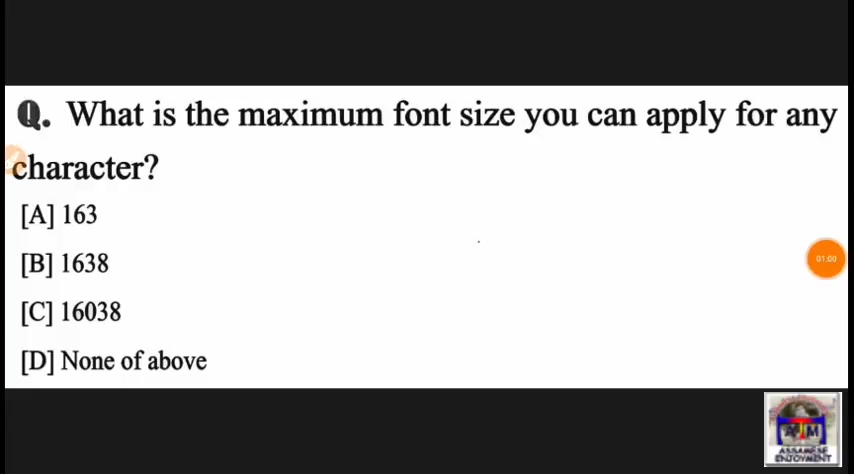 Q. What is the maximum font size you can apply for any
character?
[A] 163
[B] 1638
01:00
[C] 16038
[D] None of above
ATM
ASSAMESE
ENJOYMENT